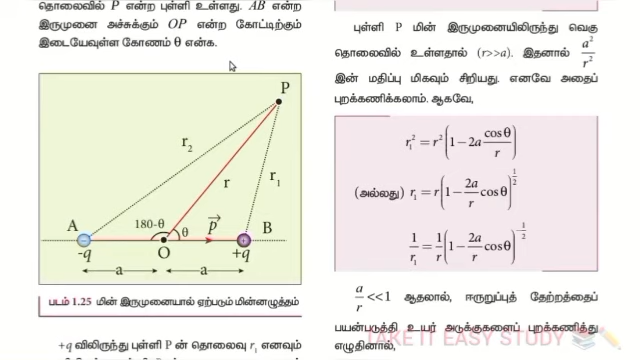 தொலைவில் P என்ற புள்ளி உள்ளது. AB என்ற
இருமுனை அச்சுக்கும் OP என்ற கோட்டிற்கும்
இடையேயுள்ள கோணம் θ என்க.
P
r₂
r
r₁
A
180-θ
θ
p⃗
B
-q
O
+q
a
a
படம் 1.25 மின் இருமுனையால் ஏற்படும் மின்னழுத்தம்
+q விலிருந்து புள்ளி P ன் தொலைவு r₁ எனவும்
புள்ளி P மின் இருமுனையிலிருந்து வெகு
தொலைவில் உள்ளதால் (r>>a). இதனால் a²/r²
இன் மதிப்பு மிகவும் சிறியது. எனவே அதைப்
புறக்கணிக்கலாம். ஆகவே,
r₁² = r² (1 − 2a cosθ/r)
(அல்லது) r₁ = r (1 − 2a/r cosθ)^1/2
1/r₁ = 1/r (1 − 2a/r cosθ)^-1/2
a/r <<1 ஆதலால், ஈருறுப்புத் தேற்றத்தைப்
பயன்படுத்தி உயர் அடுக்குகளைப் புறக்கணித்து
எழுதினால்,
TAKE IT EASY STUDY